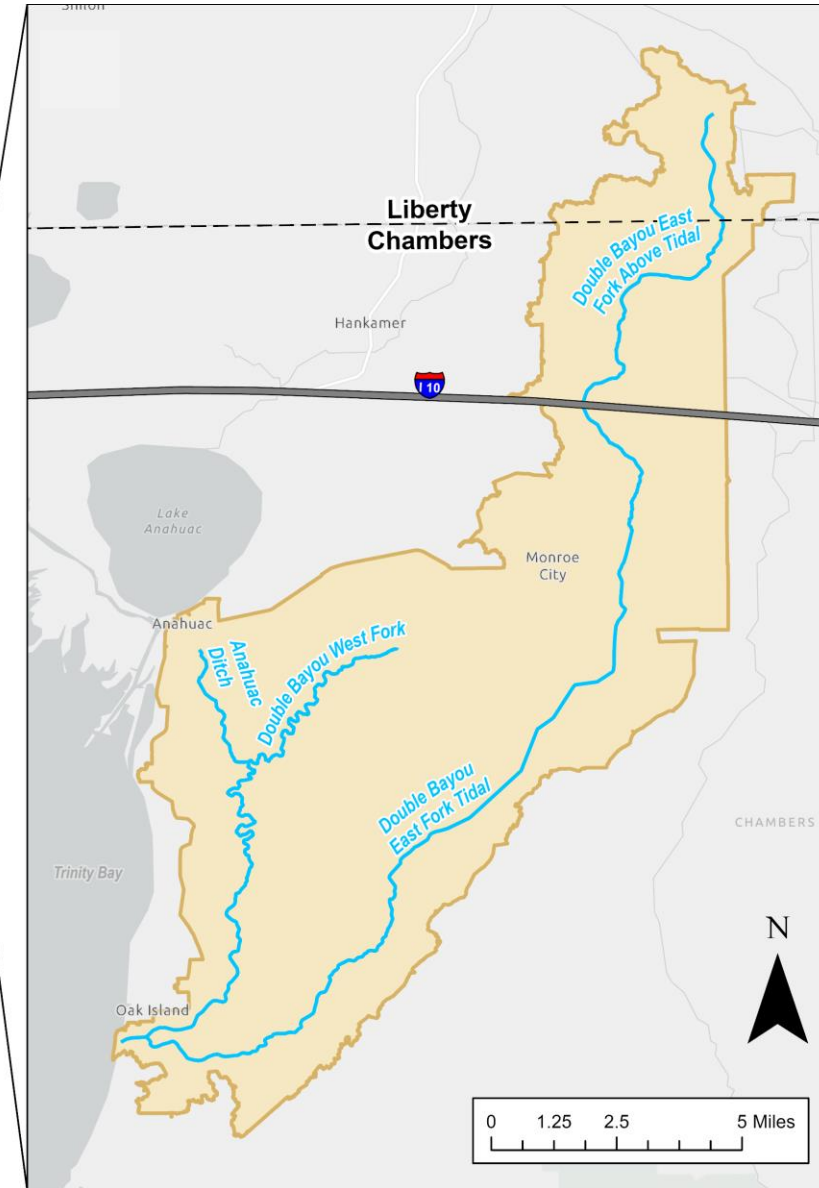 Liberty
Chambers
Double Bayou East
Fork Above Tidal
Hankamer
I 10
Lake
Anahuac
Monroe
City
Anahuac
Anahuac
Ditch
Double Bayou West Fork
Double Bayou
East Fork Tidal
CHAMBERS
Trinity Bay
N
Oak Island
0 1.25 2.5 5 Miles